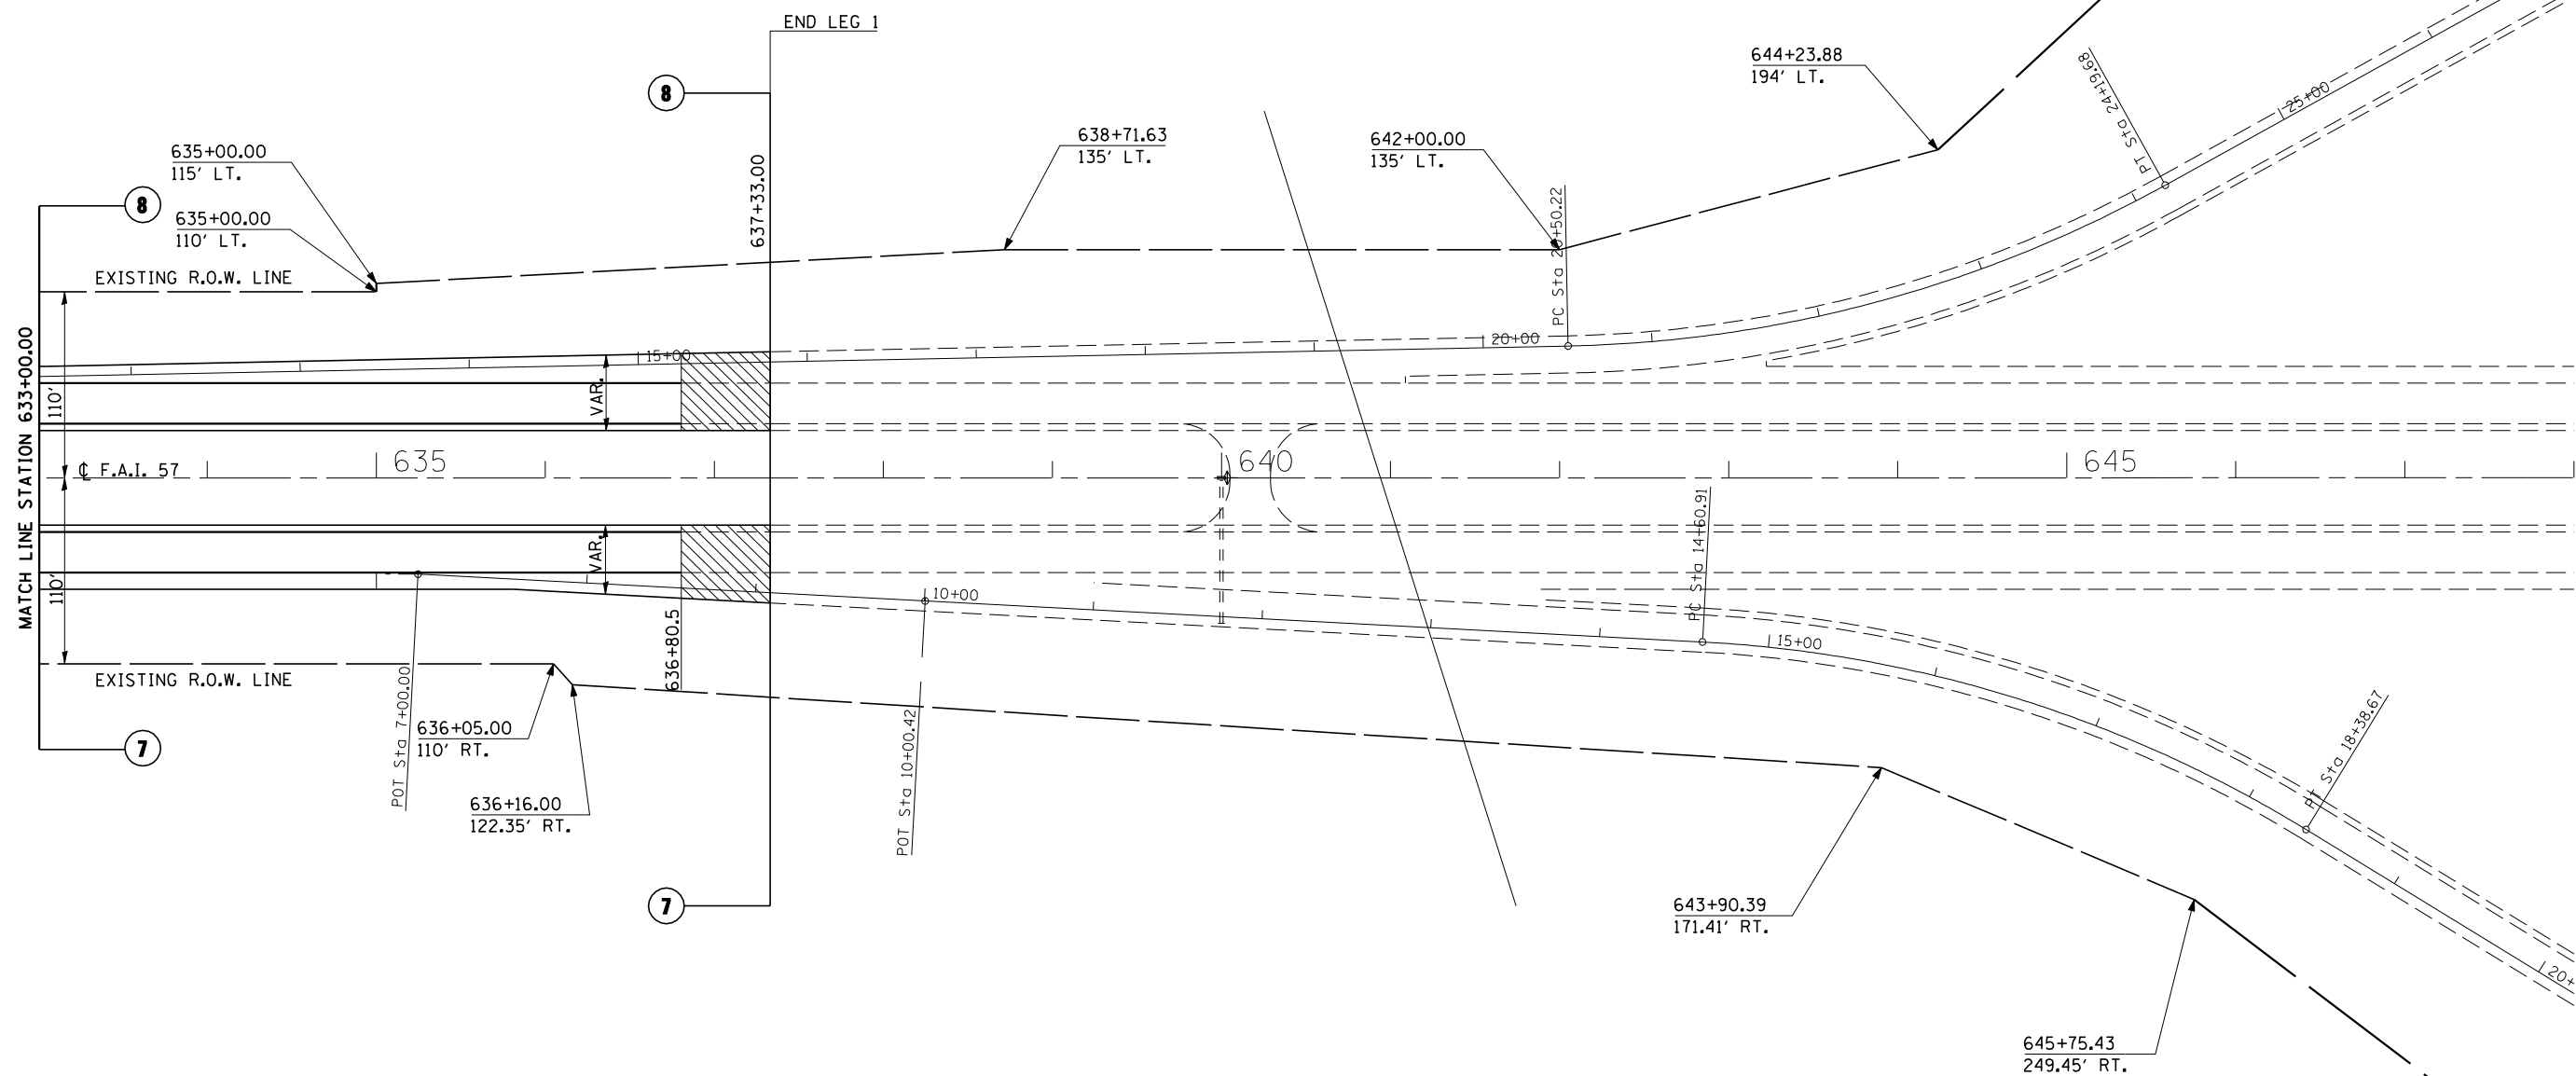 END LEG 1
644+23.88
194' LT.
8
638+71.63
135' LT.
642+00.00
135' LT.
PT Sta 24+19.68
25+00
635+00.00
115' LT.
8
635+00.00
110' LT.
637+33.00
PC Sta 20+50.22
EXISTING R.O.W. LINE
MATCH LINE STATION 633+00.00
110'
15+00
20+00
VAR.
℄ F.A.I. 57
635
640
645
110'
VAR.
10+00
PC Sta 14+60.91
15+00
636+80.5
EXISTING R.O.W. LINE
POT Sta 7+00.00
636+05.00
110' RT.
POT Sta 10+00.42
PT Sta 18+38.67
7
636+16.00
122.35' RT.
7
643+90.39
171.41' RT.
20+
645+75.43
249.45' RT.